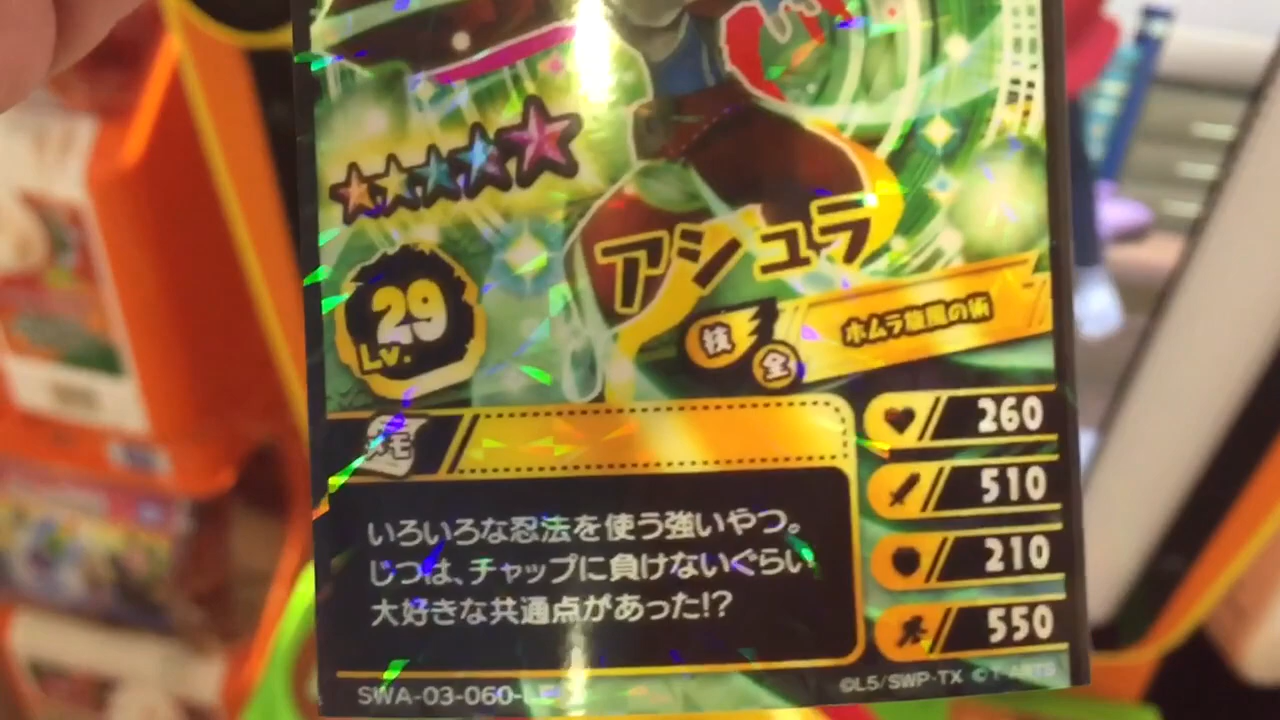 アシュラ
29
Lv.
技
全
ホムラ旋風の術
メモ
260
510
210
550
いろいろな忍法を使う強いやつ。
じつは、チャップに負けないぐらい
大好きな共通点があった!?
SWA-03-060-
©L5/SWP・TX ©T-ARTS